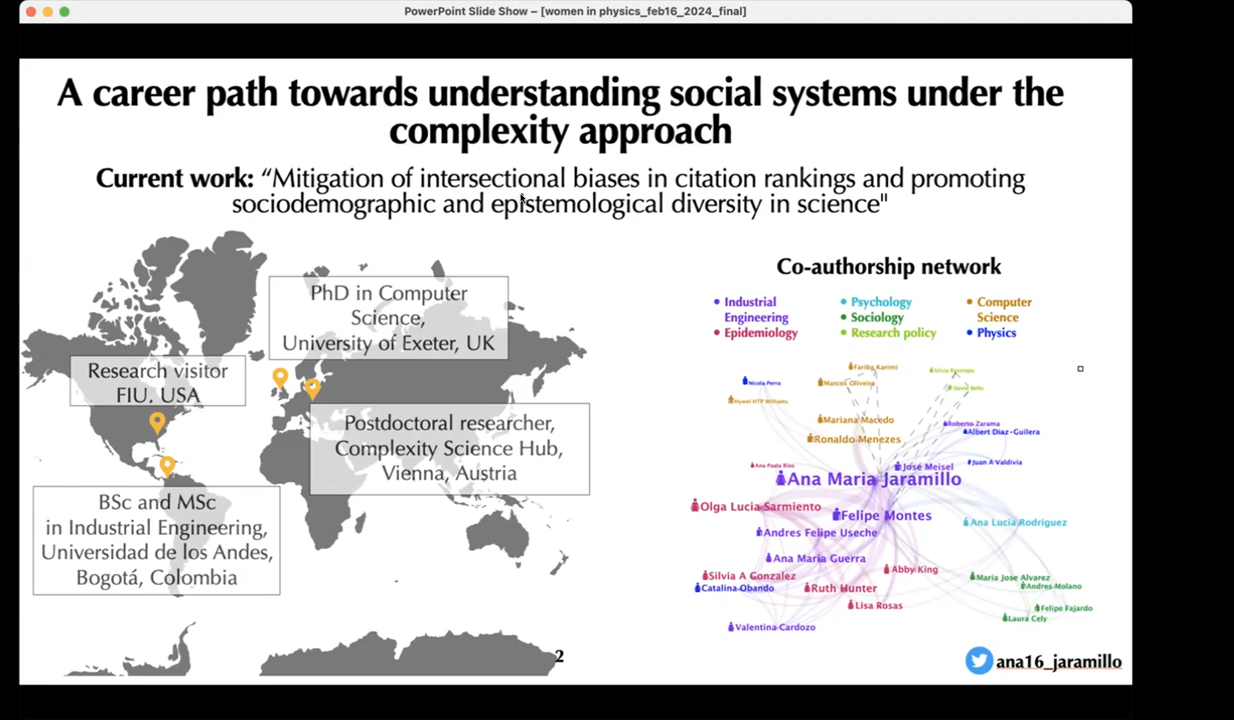 PowerPoint Slide Show – [women in physics_feb16_2024_final]
A career path towards understanding social systems under the
complexity approach
Current work: “Mitigation of intersectional biases in citation rankings and promoting
sociodemographic and epistemological diversity in science"
PhD in Computer
Science,
University of Exeter, UK
Research visitor
FIU, USA
Postdoctoral researcher,
Complexity Science Hub,
Vienna, Austria
BSc and MSc
in Industrial Engineering,
Universidad de los Andes,
Bogotá, Colombia
Co-authorship network
• Industrial
Engineering
• Epidemiology
• Psychology
• Sociology
• Research policy
• Computer
Science
• Physics
Fariba Karimi
Nicola Perra
Marcos Oliveira
Hywel HTP Williams
Mariana Macedo
Ronaldo Menezes
Roberto Zarama
Albert Diaz-Guilera
Ana Paola Rios
José Meisel
Juan A Valdivia
Ana Maria Jaramillo
Olga Lucia Sarmiento
Felipe Montes
Ana Lucia Rodriguez
Andres Felipe Useche
Ana Maria Guerra
Abby King
Silvia A Gonzalez
Maria Jose Alvarez
Catalina Obando
Ruth Hunter
Andres Molano
Lisa Rosas
Felipe Fajardo
Laura Cely
Valentina Cardozo
2
ana16_jaramillo